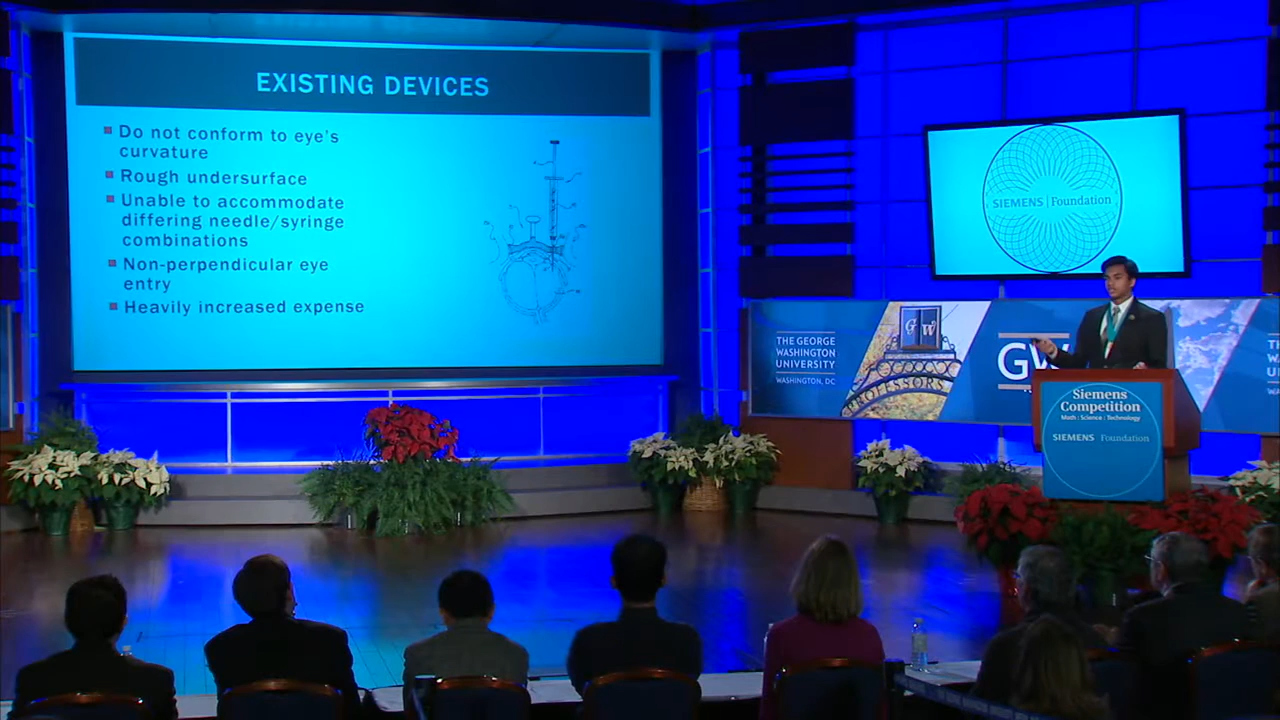 EXISTING DEVICES
Do not conform to eye's
curvature
Rough undersurface
Unable to accommodate
differing needle/syringe
combinations
Non-perpendicular eye
entry
Heavily increased expense
SIEMENS | Foundation
THE GEORGE
WASHINGTON
UNIVERSITY
WASHINGTON, DC
G W
PROFESSORS
GW
Siemens
Competition
Math : Science : Technology
SIEMENS Foundation